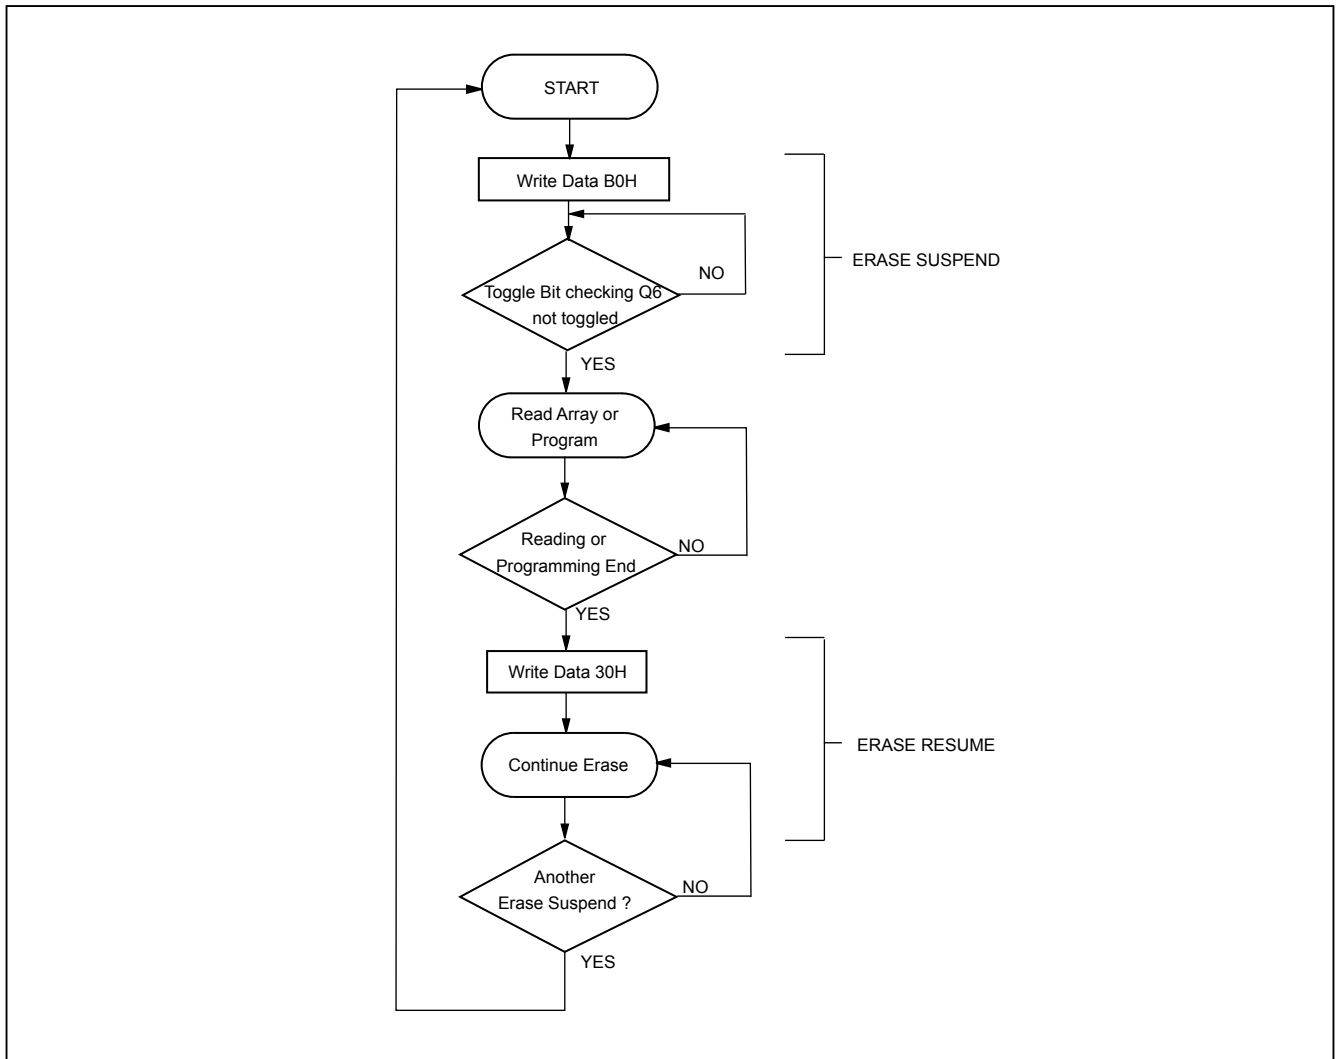 START
Write Data B0H
ERASE SUSPEND
NO
Toggle Bit checking Q6
not toggled
YES
Read Array or
Program
Reading or
NO
Programming End
YES
Write Data 30H
ERASE RESUME
Continue Erase
Another
NO
Erase Suspend ?
YES